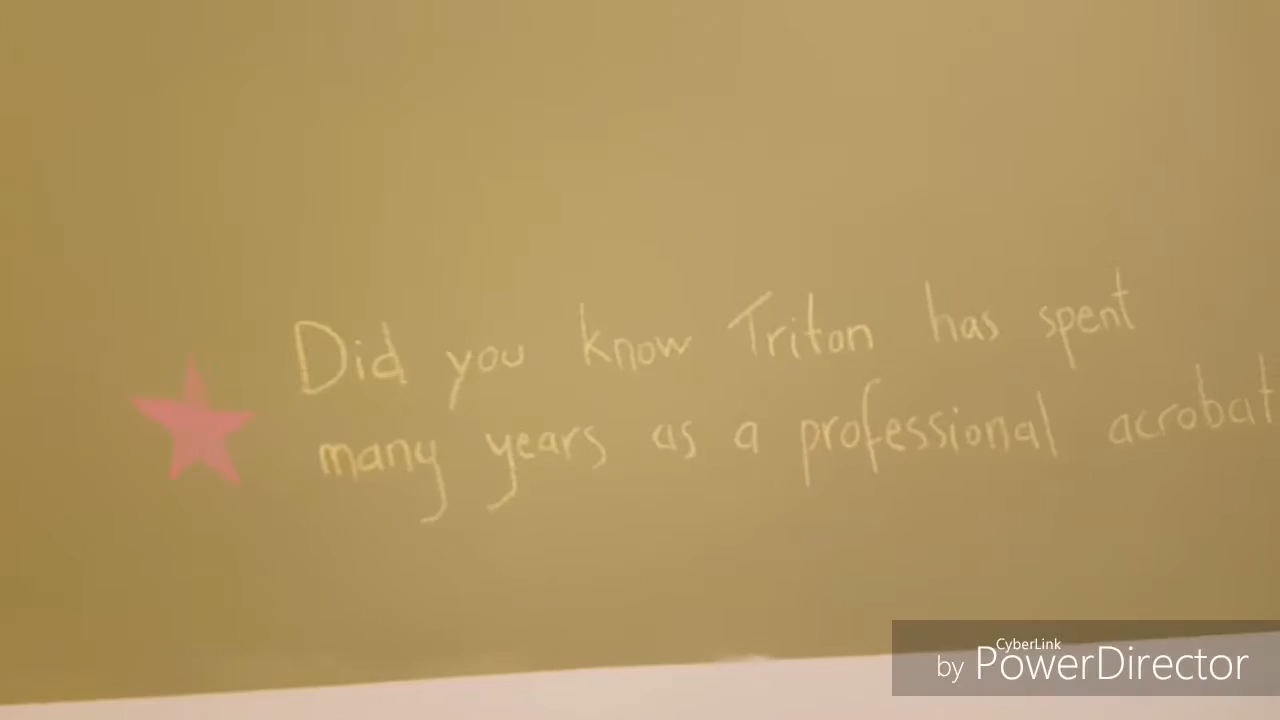 Did you know Triton has spent
many years as a professional acrobat
CyberLink
by PowerDirector